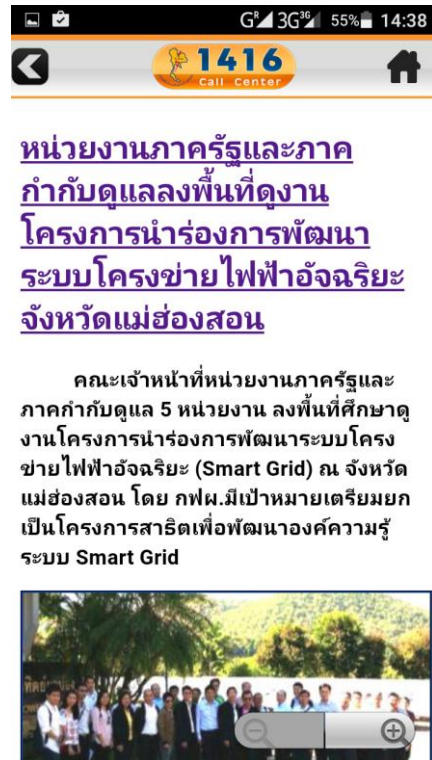 G R 3G 3G 55% 14:38
1416
Call Center
หน่วยงานภาครัฐและภาค
กำกับดูแลลงพื้นที่ดูงาน
โครงการนำร่องการพัฒนา
ระบบโครงข่ายไฟฟ้าอัจฉริยะ
จังหวัดแม่ฮ่องสอน
คณะเจ้าหน้าที่หน่วยงานภาครัฐและ
ภาคกำกับดูแล 5 หน่วยงาน ลงพื้นที่ศึกษาดู
งานโครงการนำร่องการพัฒนาระบบโครง
ข่ายไฟฟ้าอัจฉริยะ (Smart Grid) ณ จังหวัด
แม่ฮ่องสอน โดย กฟผ.มีเป้าหมายเตรียมยก
เป็นโครงการสาธิตเพื่อพัฒนาองค์ความรู้
ระบบ Smart Grid